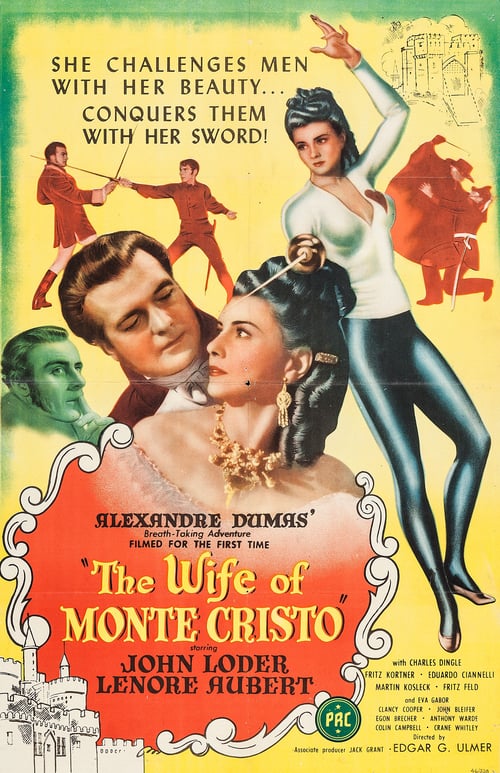 SHE CHALLENGES MEN
WITH HER BEAUTY...
CONQUERS THEM
WITH HER SWORD!
ALEXANDRE DUMAS'
Breath-Taking Adventure
FILMED FOR THE FIRST TIME
"The Wife of
MONTE CRISTO"
starring
JOHN LODER
LENORE AUBERT
with CHARLES DINGLE
FRITZ KORTNER • EDUARDO CIANNELLI
MARTIN KOSLECK • FRITZ FELD
and EVA GABOR
CLANCY COOPER • JOHN BLEIFER
EGON BRECHER • ANTHONY WARDE
COLIN CAMPBELL • CRANE WHITLEY
Directed by
Associate producer JACK GRANT • EDGAR G. ULMER
PRC